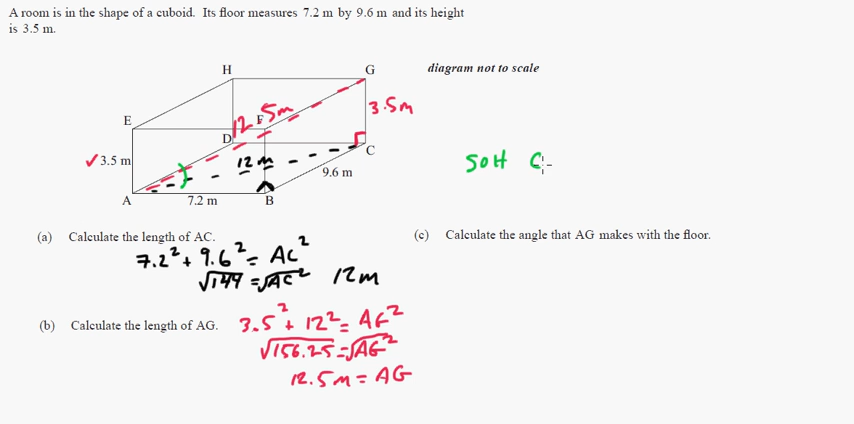 A room is in the shape of a cuboid. Its floor measures 7.2 m by 9.6 m and its height
is 3.5 m.
H
G
diagram not to scale
12.5m
3.5m
E
F
D
C
✓3.5 m
12 m
9.6 m
SOH C
A
7.2 m
B
(a) Calculate the length of AC.
(c) Calculate the angle that AG makes with the floor.
7.2² + 9.6² = AC²
√144 = √AC² 12m
(b) Calculate the length of AG.
3.5² + 12² = AG²
√156.25 = √AG²
12.5m = AG